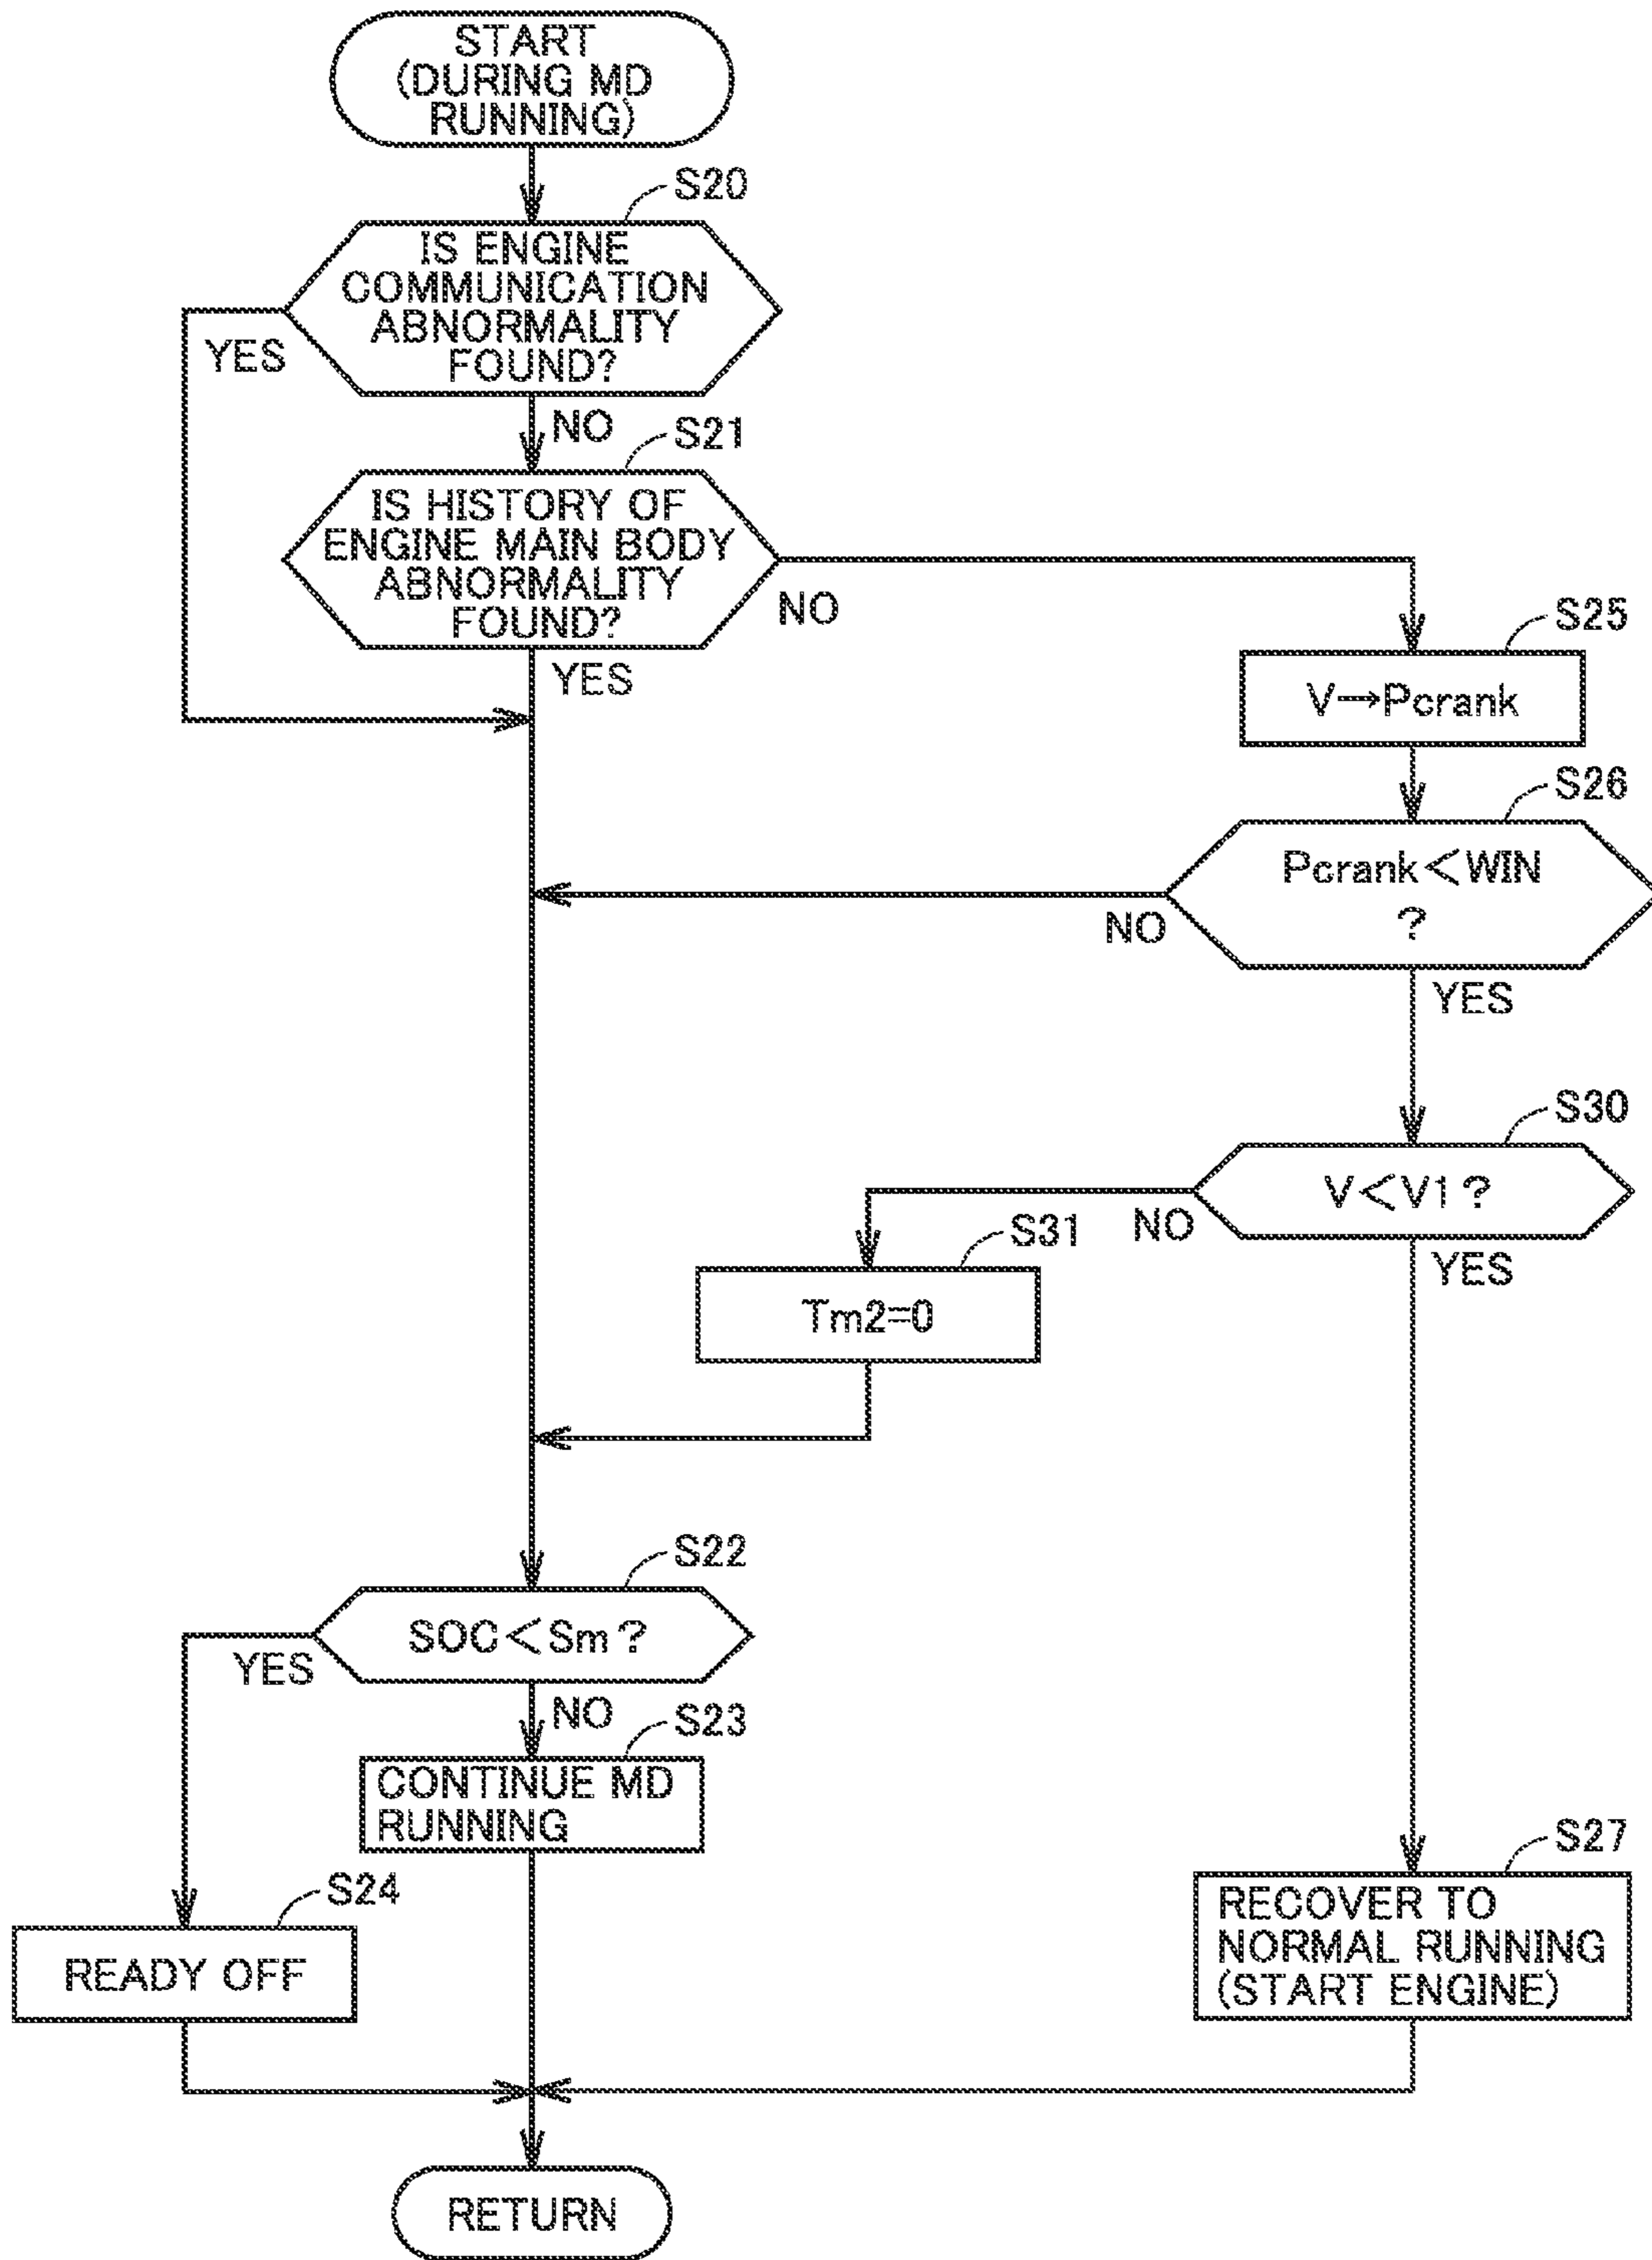 START
(DURING MD
RUNNING)
S20
IS ENGINE
COMMUNICATION
ABNORMALITY
FOUND?
YES
NO
S21
IS HISTORY OF
ENGINE MAIN BODY
ABNORMALITY
FOUND?
NO
YES
S25
V→Pcrank
S26
Pcrank<WIN
?
NO
YES
S30
V<V1?
NO
YES
S31
Tm2=0
S22
SOC<Sm?
YES
NO
S23
CONTINUE MD
RUNNING
S24
READY OFF
S27
RECOVER TO
NORMAL RUNNING
(START ENGINE)
RETURN